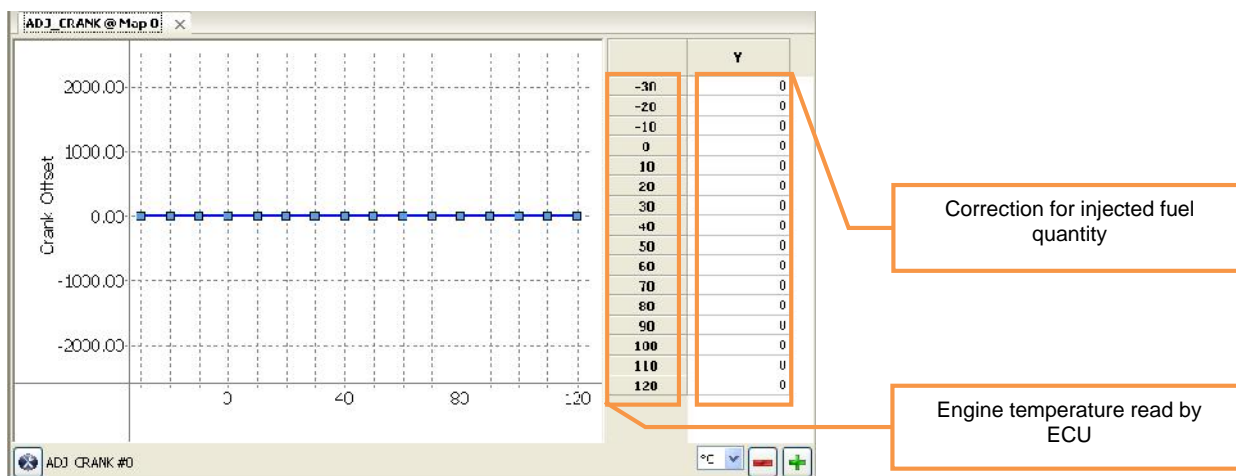 ADJ_CRANK @ Map 0
Y
2000.00
1000.00
0.00
-1000.00
-2000.00
Crank Offset
0 40 80 120
-30 0
-20 0
-10 0
0 0
10 0
20 0
30 0
40 0
50 0
60 0
70 0
80 0
90 0
100 0
110 0
120 0
Correction for injected fuel
quantity
Engine temperature read by
ECU
ADJ CRANK #0
°C